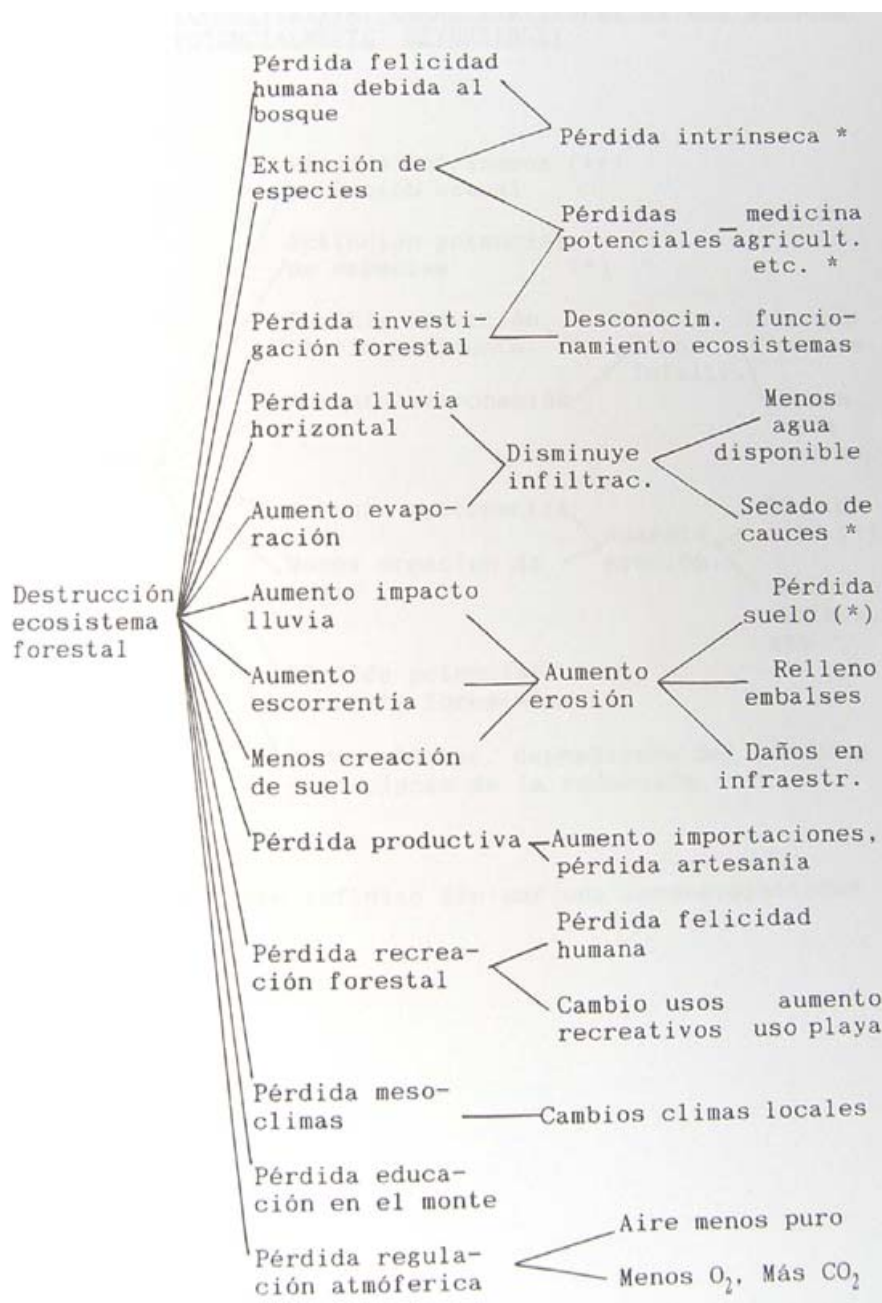 Pérdida felicidad
humana debida al
bosque
Pérdida intrínseca *
Extinción de
especies
Pérdidas medicina
potenciales—agricult.
etc. *
Pérdida investi-
gación forestal
Desconocim. funcio-
namiento ecosistemas
Pérdida lluvia
horizontal
Menos
agua
disponible
Disminuye
infiltrac.
Aumento evapo-
ración
Secado de
cauces *
Destrucción
ecosistema
forestal
Aumento impacto
lluvia
Pérdida
suelo (*)
Aumento
escorrentía
Aumento
erosión
Relleno
embalses
Menos creación
de suelo
Daños en
infraestr.
Pérdida productiva
Aumento importaciones,
pérdida artesanía
Pérdida recrea-
ción forestal
Pérdida felicidad
humana
Cambio usos aumento
recreativos uso playa
Pérdida meso-
climas
Cambios climas locales
Pérdida educa-
ción en el monte
Pérdida regula-
ción atmóferica
Aire menos puro
Menos O₂, Más CO₂